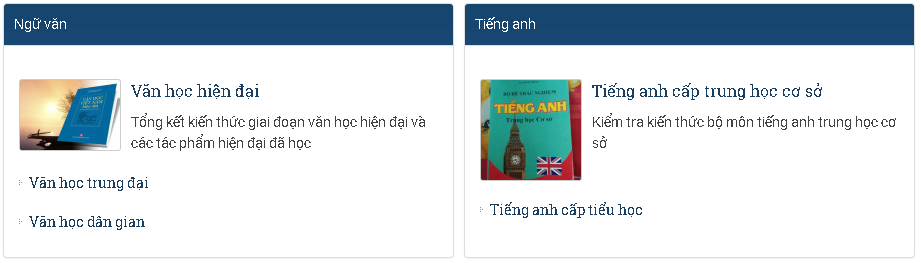 Ngữ văn
Văn học hiện đại
Tổng kết kiến thức giai đoạn văn học hiện đại và
các tác phẩm hiện đại đã học
Văn học trung đại
Văn học dân gian
Tiếng anh
BỘ ĐỀ TRẮC NGHIỆM
TIẾNG ANH
Trung học Cơ sở
Tiếng anh cấp trung học cơ sở
Kiểm tra kiến thức bộ môn tiếng anh trung học cơ
sở
Tiếng anh cấp tiểu học